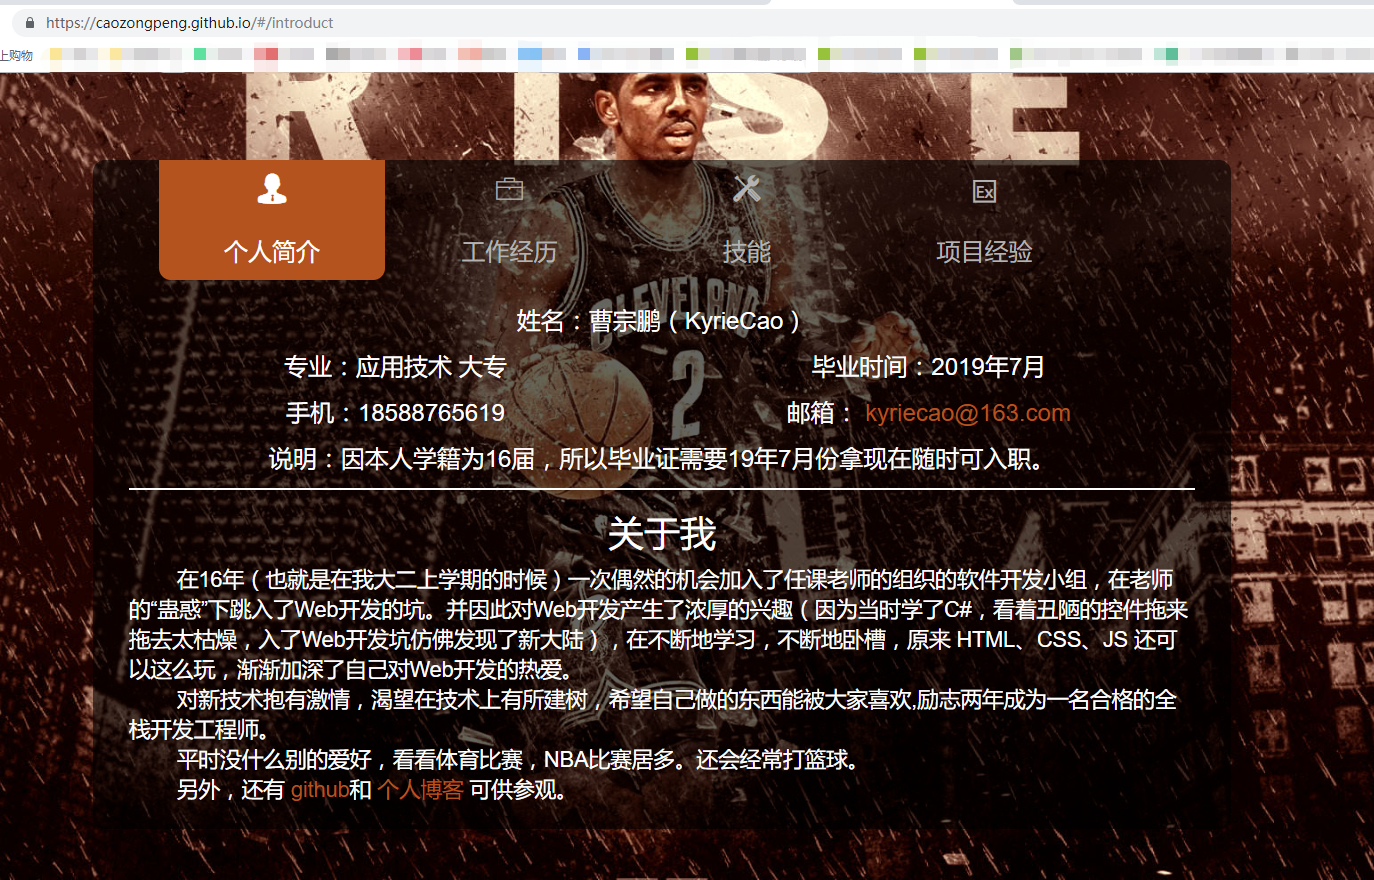 https://caozongpeng.github.io/#/introduct
上购物
RISE
个人简介
工作经历
技能
Ex
项目经验
CLEVELAND
2
姓名：曹宗鹏（KyrieCao）
专业：应用技术 大专
毕业时间：2019年7月
手机：18588765619
邮箱： kyriecao@163.com
说明：因本人学籍为16届，所以毕业证需要19年7月份拿现在随时可入职。
关于我
在16年（也就是在我大二上学期的时候）一次偶然的机会加入了任课老师的组织的软件开发小组，在老师
的“蛊惑”下跳入了Web开发的坑。并因此对Web开发产生了浓厚的兴趣（因为当时学了C#，看着丑陋的控件拖来
拖去太枯燥，入了Web开发坑仿佛发现了新大陆），在不断地学习，不断地卧槽，原来 HTML、CSS、JS 还可
以这么玩，渐渐加深了自己对Web开发的热爱。
对新技术抱有激情，渴望在技术上有所建树，希望自己做的东西能被大家喜欢,励志两年成为一名合格的全
栈开发工程师。
平时没什么别的爱好，看看体育比赛，NBA比赛居多。还会经常打篮球。
另外，还有 github和 个人博客 可供参观。